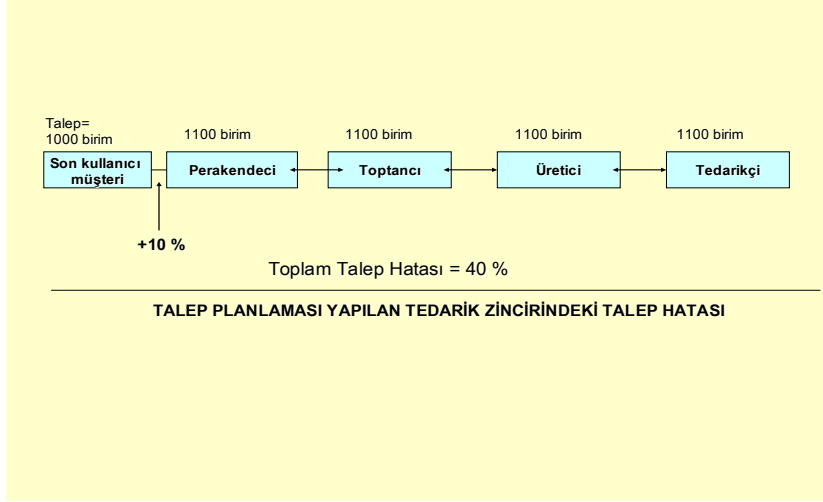 Talep=
1000 birim
1100 birim
1100 birim
1100 birim
1100 birim
Son kullanıcı
müşteri
Perakendeci
Toptancı
Üretici
Tedarikçi
+10 %
Toplam Talep Hatası = 40 %
TALEP PLANLAMASI YAPILAN TEDARİK ZİNCİRİNDEKİ TALEP HATASI